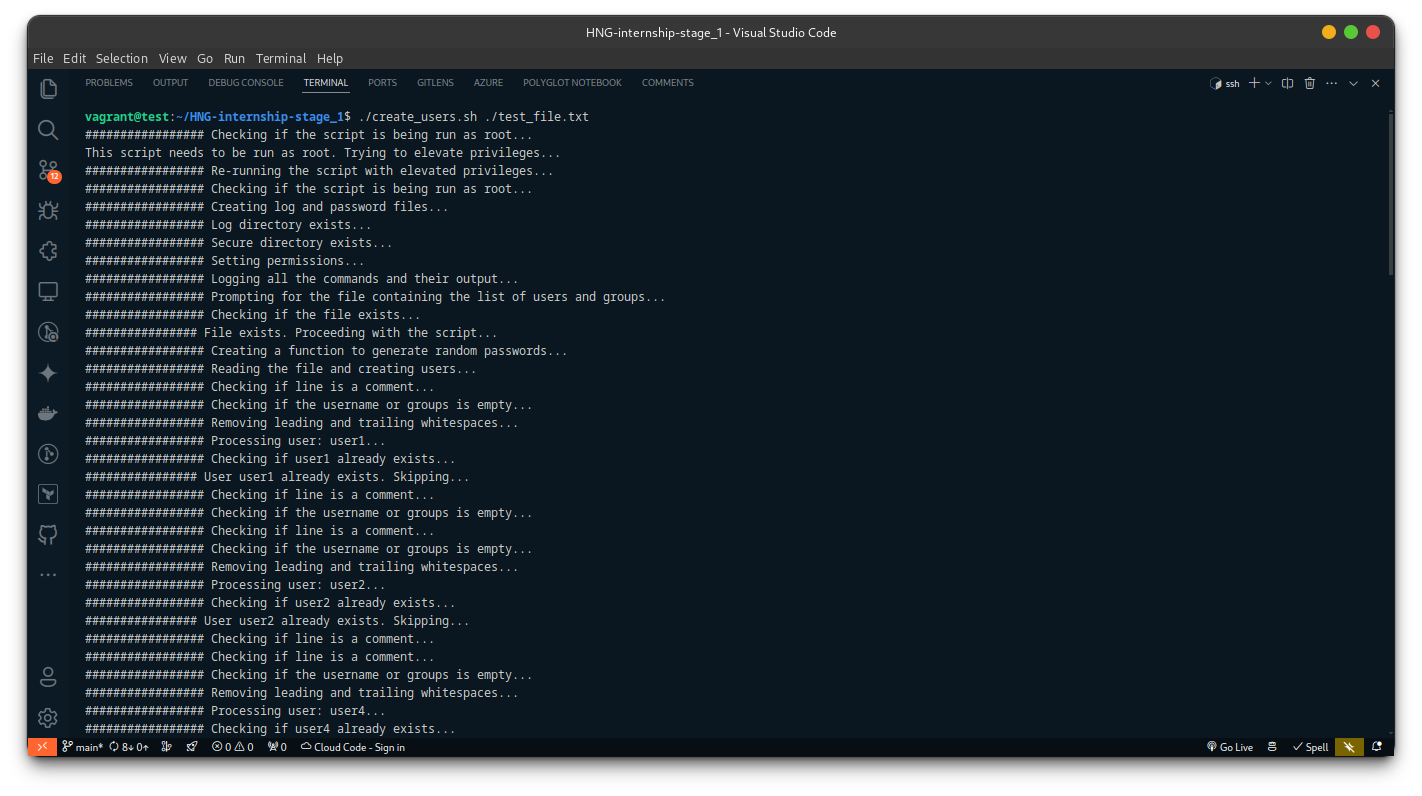 HNG-internship-stage_1 - Visual Studio Code
File Edit Selection View Go Run Terminal Help
PROBLEMS OUTPUT DEBUG CONSOLE TERMINAL PORTS GITLENS AZURE POLYGLOT NOTEBOOK COMMENTS ssh
vagrant@test:~/HNG-internship-stage_1$ ./create_users.sh ./test_file.txt
################# Checking if the script is being run as root...
This script needs to be run as root. Trying to elevate privileges...
################# Re-running the script with elevated privileges...
################# Checking if the script is being run as root...
################# Creating log and password files...
################# Log directory exists...
################# Secure directory exists...
################# Setting permissions...
################# Logging all the commands and their output...
################# Prompting for the file containing the list of users and groups...
################# Checking if the file exists...
################ File exists. Proceeding with the script...
################# Creating a function to generate random passwords...
################# Reading the file and creating users...
################# Checking if line is a comment...
################# Checking if the username or groups is empty...
################# Removing leading and trailing whitespaces...
################# Processing user: user1...
################# Checking if user1 already exists...
################ User user1 already exists. Skipping...
################# Checking if line is a comment...
################# Checking if the username or groups is empty...
################# Checking if line is a comment...
################# Checking if the username or groups is empty...
################# Removing leading and trailing whitespaces...
################# Processing user: user2...
################# Checking if user2 already exists...
################ User user2 already exists. Skipping...
################# Checking if line is a comment...
################# Checking if line is a comment...
################# Checking if the username or groups is empty...
################# Removing leading and trailing whitespaces...
################# Processing user: user4...
################# Checking if user4 already exists...
12
main* 8↓ 0↑ 0 0 0 Cloud Code - Sign in Go Live Spell